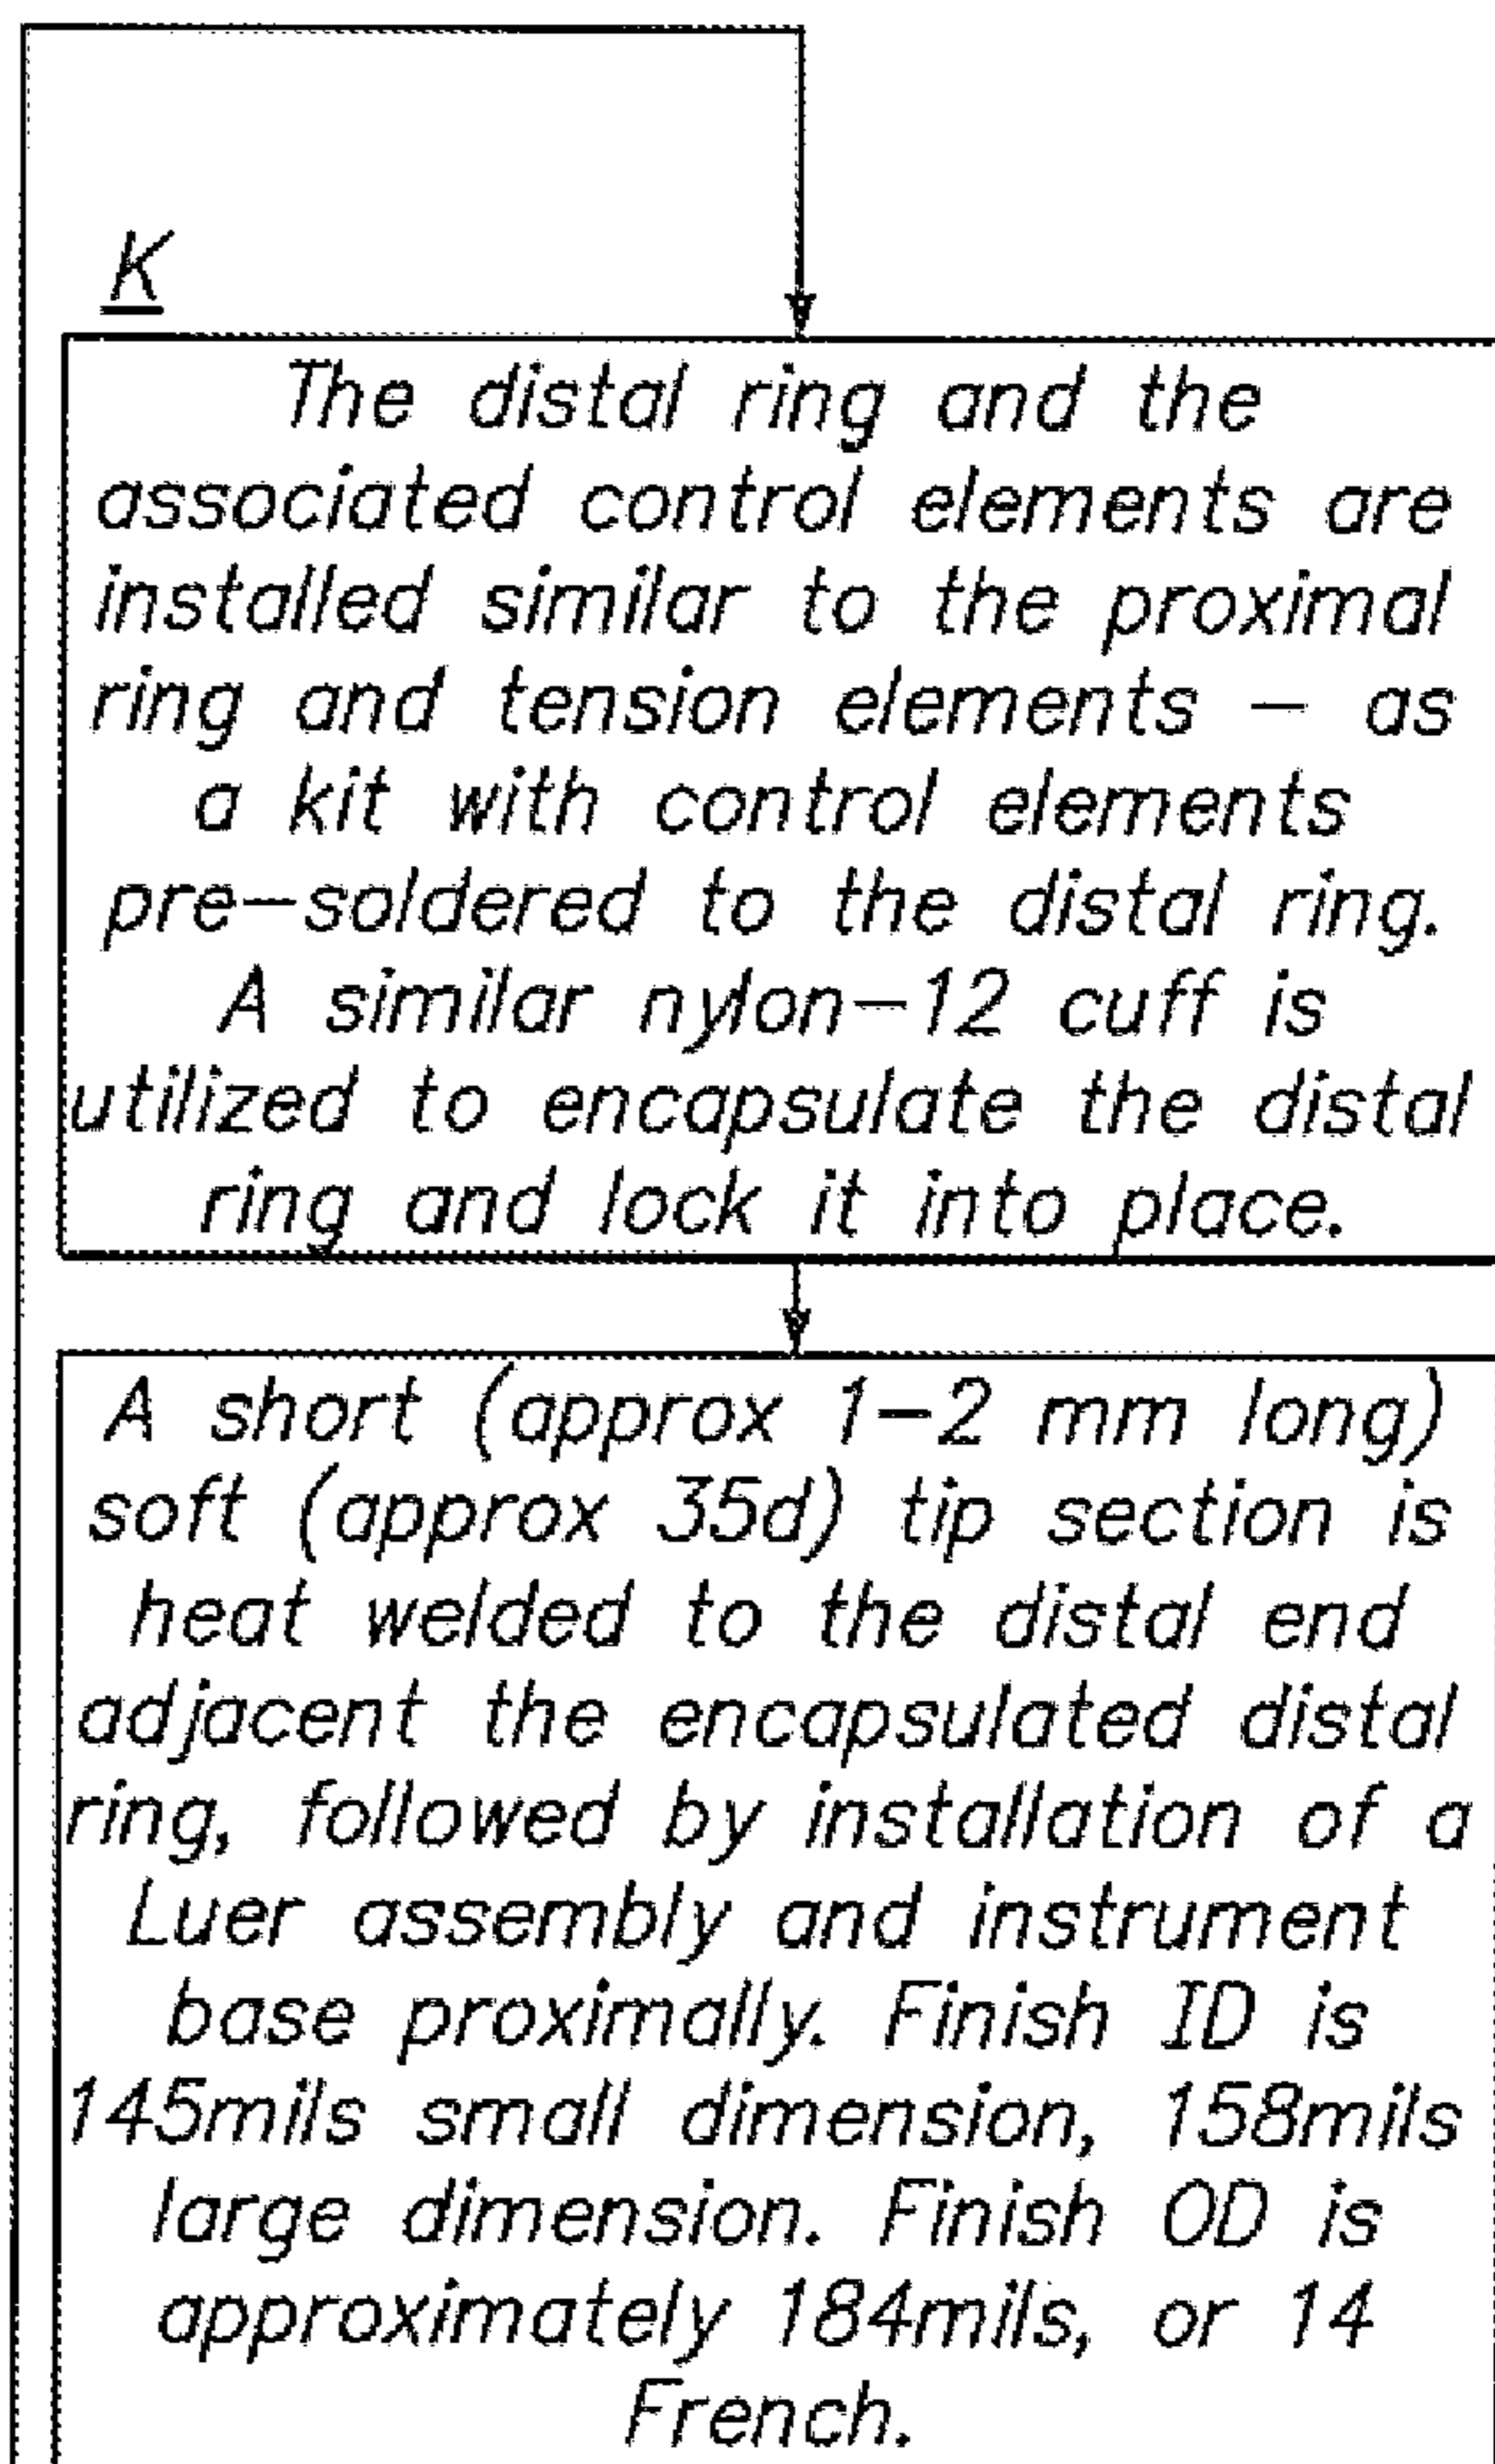 K
The distal ring and the
associated control elements are
installed similar to the proximal
ring and tension elements – as
a kit with control elements
pre-soldered to the distal ring.
A similar nylon-12 cuff is
utilized to encapsulate the distal
ring and lock it into place.
A short (approx 1-2 mm long)
soft (approx 35d) tip section is
heat welded to the distal end
adjacent the encapsulated distal
ring, followed by installation of a
Luer assembly and instrument
base proximally. Finish ID is
145mils small dimension, 158mils
large dimension. Finish OD is
approximately 184mils, or 14
French.